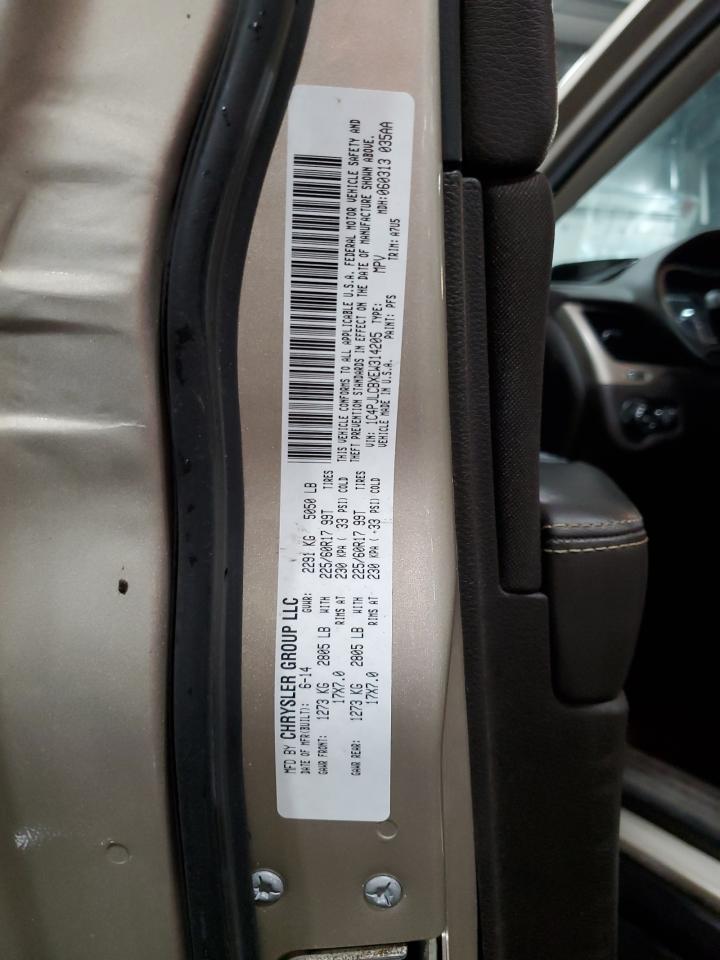 MFD BY CHRYSLER GROUP LLC
DATE OF MFR(BUILT): 6-14 GVWR: 2291 KG 5050 LB
GAWR FRONT: 1273 KG 2805 LB WITH 225/60R17 99T TIRES
17X7.0 RIMS AT 230 KPA ( 33 PSI) COLD
GAWR REAR: 1273 KG 2805 LB WITH 225/60R17 99T TIRES
17X7.0 RIMS AT 230 KPA ( 33 PSI) COLD
THIS VEHICLE CONFORMS TO ALL APPLICABLE U.S.A. FEDERAL MOTOR VEHICLE SAFETY AND
THEFT PREVENTION STANDARDS IN EFFECT ON THE DATE OF MANUFACTURE SHOWN ABOVE.
VIN: 1C4PJLCBXEW314205 TYPE: MPV MDH: 060313 035AA
VEHICLE MADE IN U.S.A. PAINT: PFS TRIM: A7U5